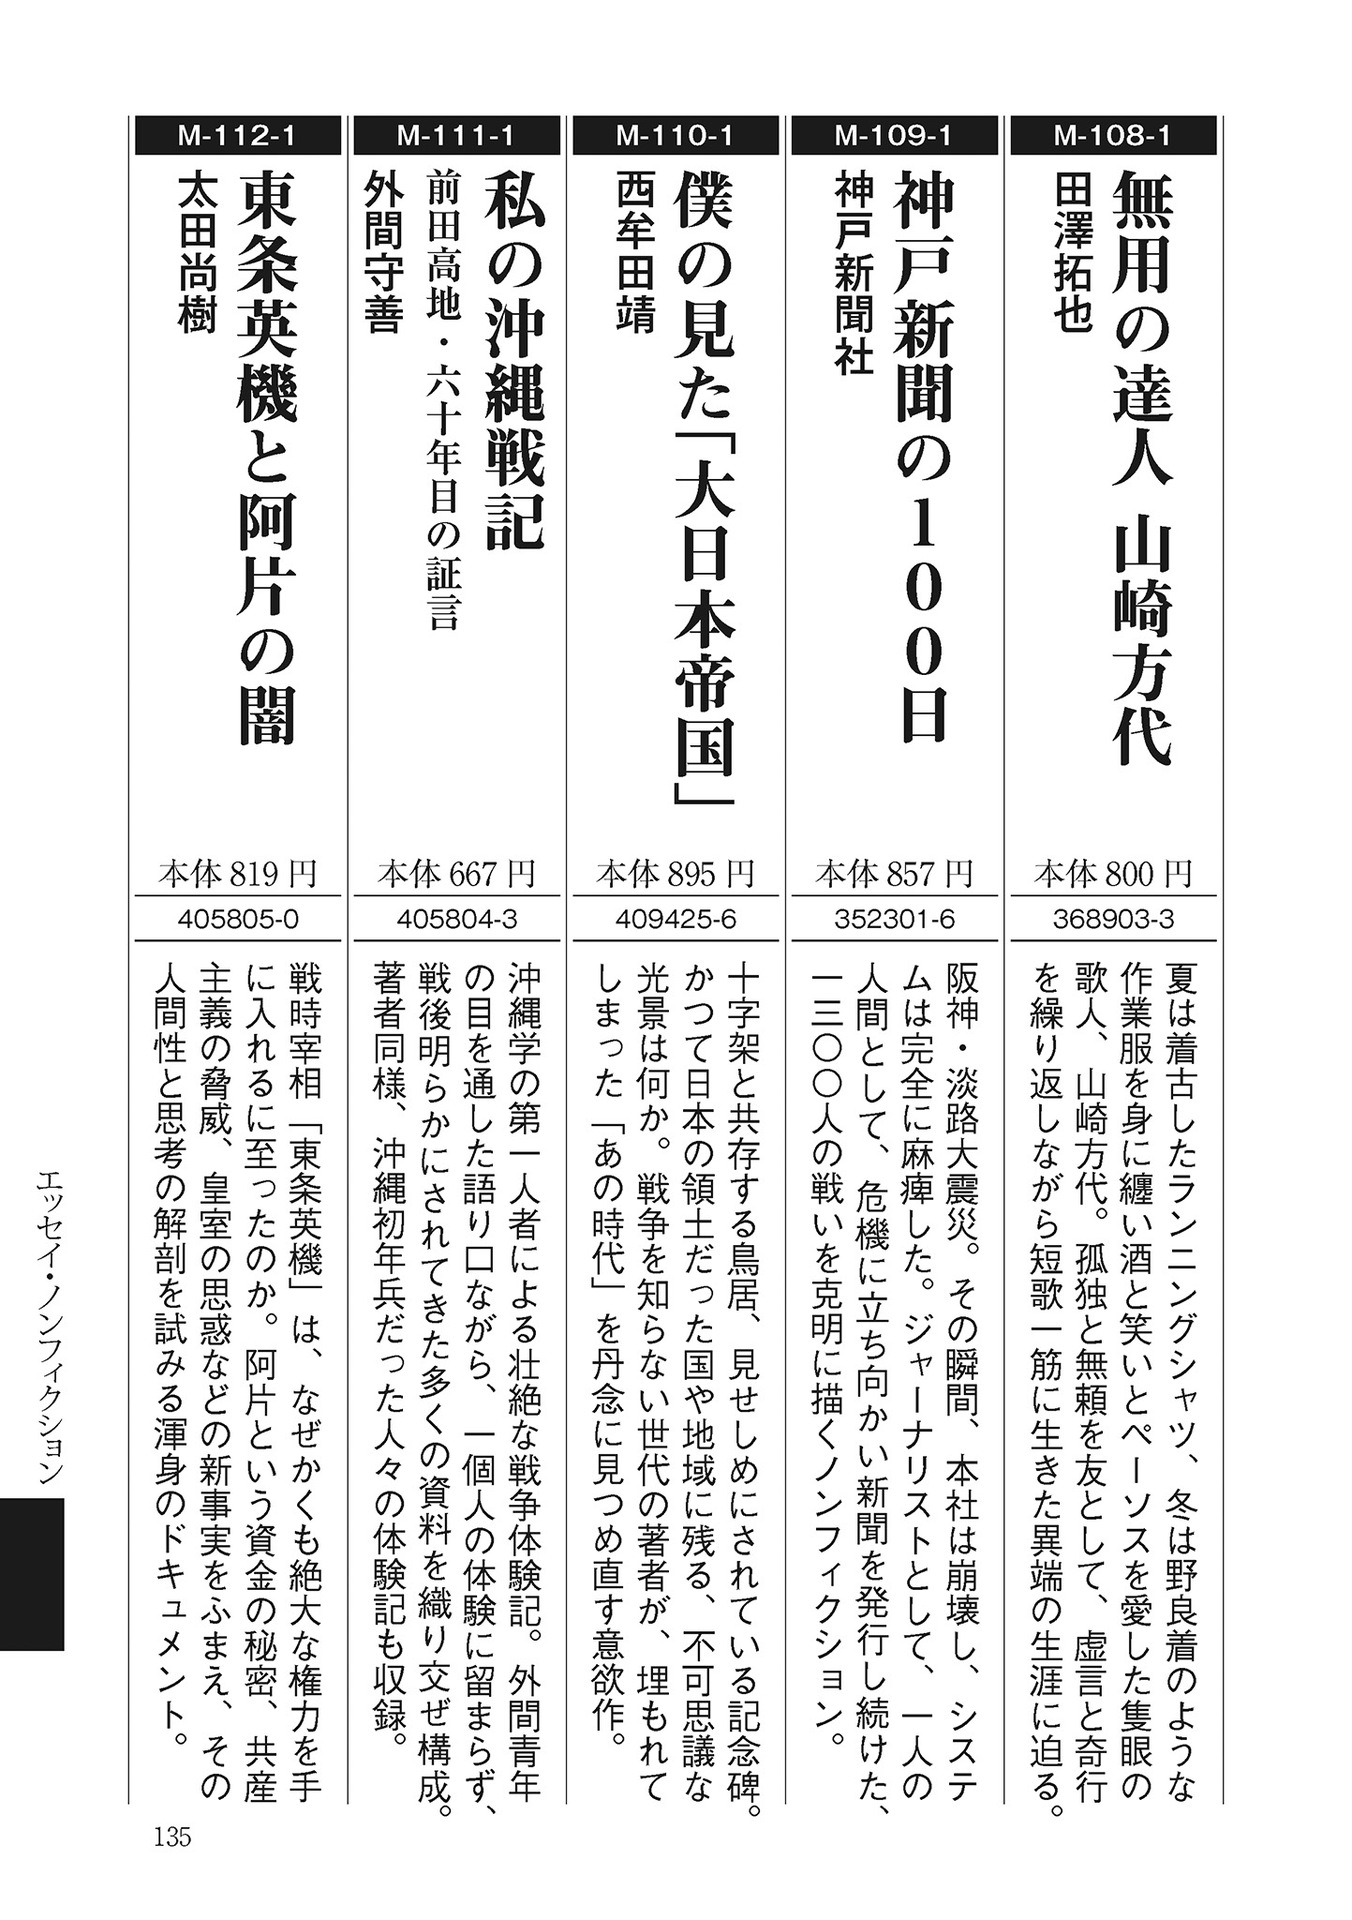 M-108-1
無用の達人 山崎方代
田澤拓也
本体800円
368903-3
夏は着古したランニングシャツ、冬は野良着のような
作業服を身に纏い酒と笑いとペーソスを愛した隻眼の
歌人、山崎方代。孤独と無頼を友として、虚言と奇行
を繰り返しながら短歌一筋に生きた異端の生涯に迫る。
M-109-1
神戸新聞の100日
神戸新聞社
本体857円
352301-6
阪神・淡路大震災。その瞬間、本社は崩壊し、システ
ムは完全に麻痺した。ジャーナリストとして、一人の
人間として、危機に立ち向かい新聞を発行し続けた、
一三〇〇人の戦いを克明に描くノンフィクション。
M-110-1
僕の見た「大日本帝国」
西牟田靖
本体895円
409425-6
十字架と共存する鳥居、見せしめにされている記念碑。
かつて日本の領土だった国や地域に残る、不可思議な
光景は何か。戦争を知らない世代の著者が、埋もれて
しまった「あの時代」を丹念に見つめ直す意欲作。
M-111-1
私の沖縄戦記
前田高地・六十年目の証言
外間守善
本体667円
405804-3
沖縄学の第一人者による壮絶な戦争体験記。外間青年
の目を通した語り口ながら、一個人の体験に留まらず、
戦後明らかにされてきた多くの資料を織り交ぜ構成。
著者同様、沖縄初年兵だった人々の体験記も収録。
M-112-1
東条英機と阿片の闇
太田尚樹
本体819円
405805-0
戦時宰相「東条英機」は、なぜかくも絶大な権力を手
に入れるに至ったのか。阿片という資金の秘密、共産
主義の脅威、皇室の思惑などの新事実をふまえ、その
人間性と思考の解剖を試みる渾身のドキュメント。
エッセイ・ノンフィクション
135